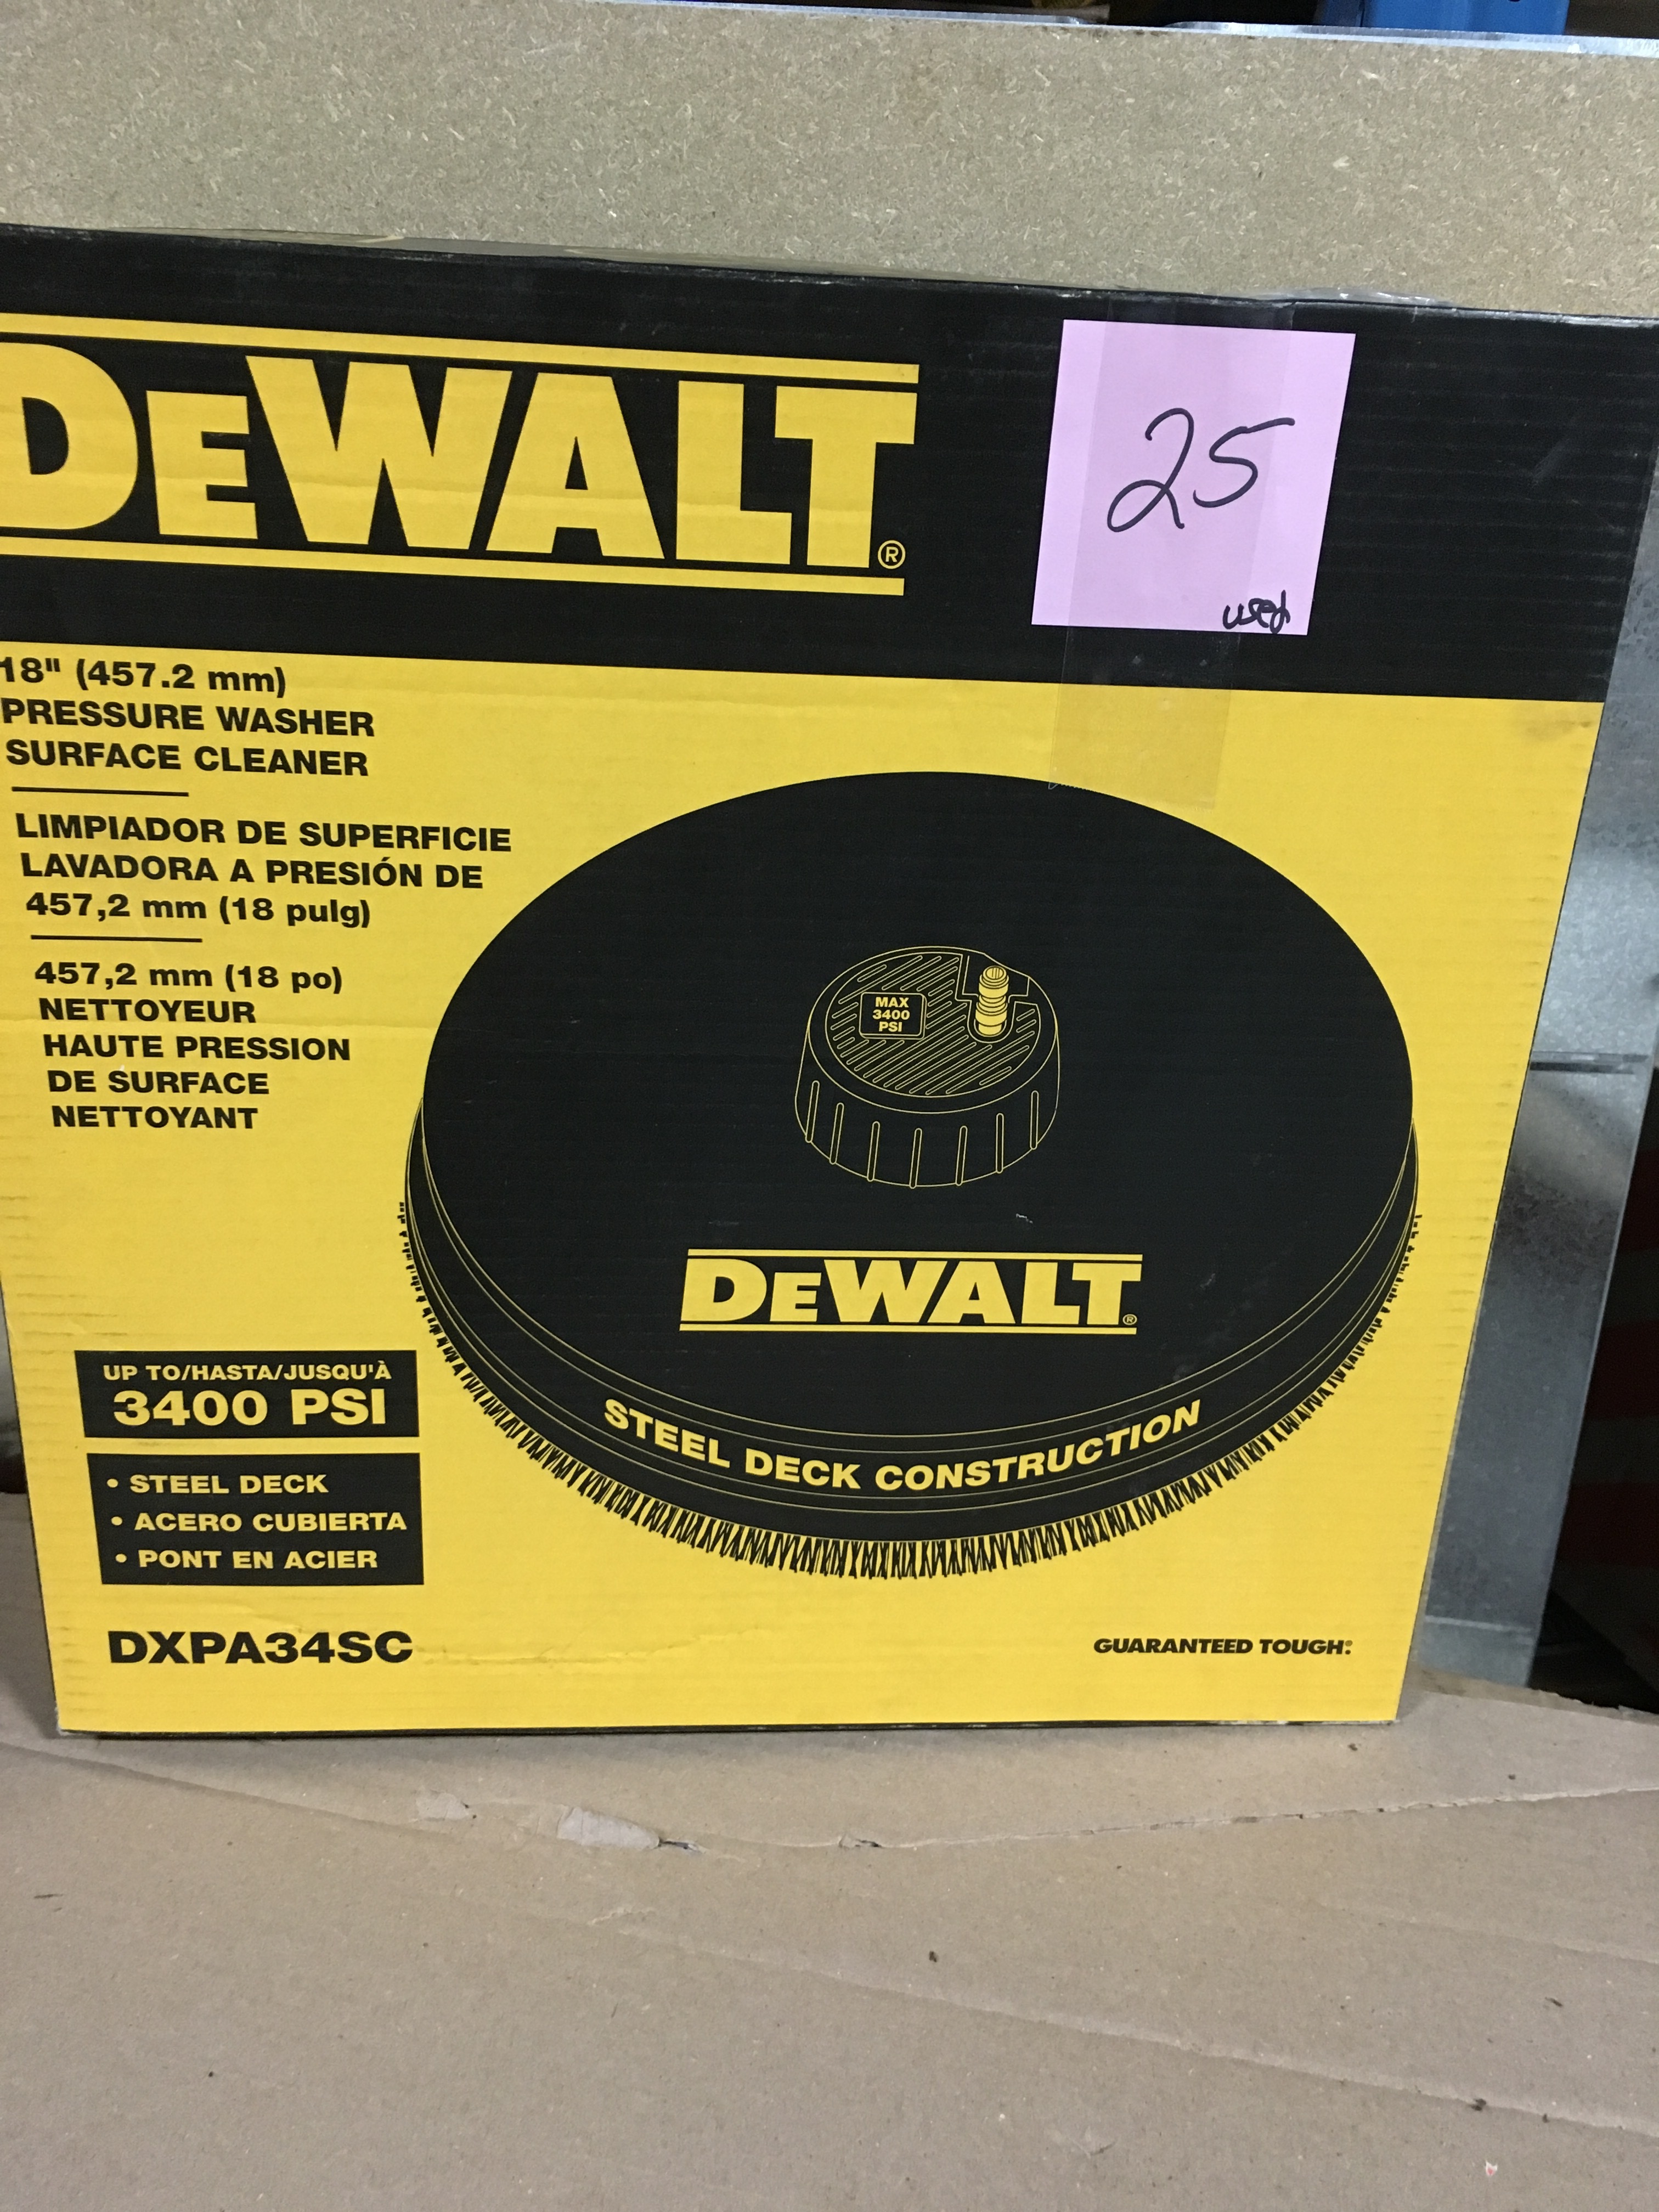 DEWALT®
25
used
18" (457.2 mm)
PRESSURE WASHER
SURFACE CLEANER
LIMPIADOR DE SUPERFICIE
LAVADORA A PRESIÓN DE
457,2 mm (18 pulg)
457,2 mm (18 po)
NETTOYEUR
HAUTE PRESSION
DE SURFACE
NETTOYANT
MAX
3400
PSI
DEWALT®
STEEL DECK CONSTRUCTION
UP TO/HASTA/JUSQU'À
3400 PSI
• STEEL DECK
• ACERO CUBIERTA
• PONT EN ACIER
DXPA34SC
GUARANTEED TOUGH®.